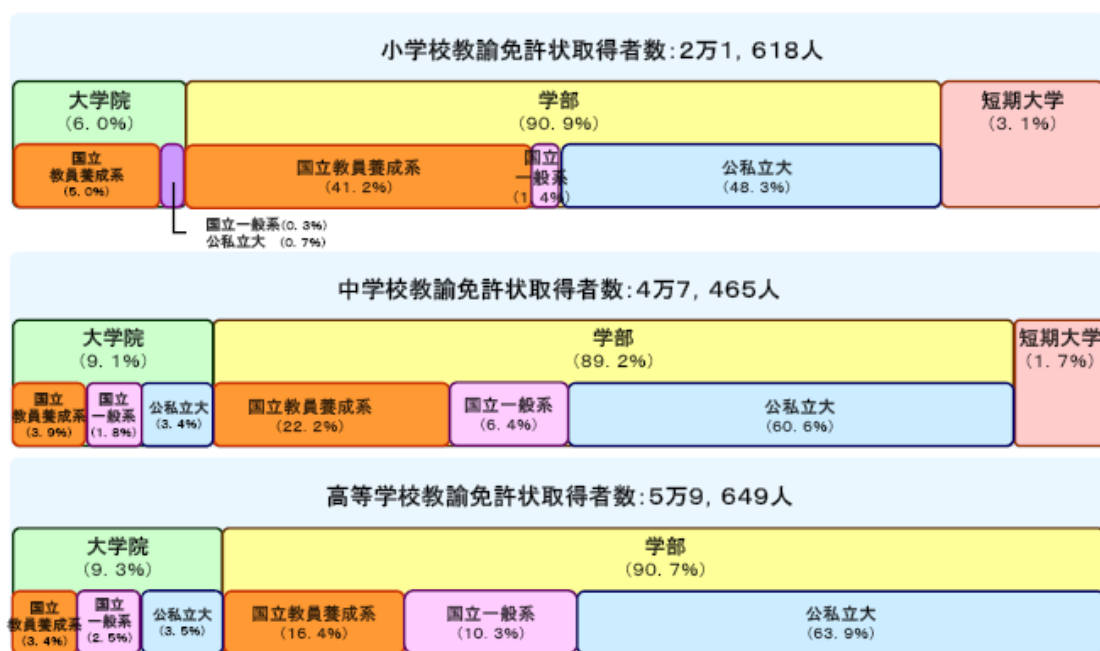 小学校教諭免許状取得者数：2万1，618人
大学院
（6．0％）
学部
（90．9％）
短期大学
（3．1％）
国立
教員養成系
（5．0％）
国立教員養成系
（41．2％）
国立
一般系
（1．4％）
公私立大
（48．3％）
国立一般系（0．3％）
公私立大　（0．7％）
中学校教諭免許状取得者数：4万7，465人
大学院
（9．1％）
学部
（89．2％）
短期大学
（1．7％）
国立
教員養成系
（3．9％）
国立
一般系
（1．8％）
公私立大
（3．4％）
国立教員養成系
（22．2％）
国立一般系
（6．4％）
公私立大
（60．6％）
高等学校教諭免許状取得者数：5万9，649人
大学院
（9．3％）
学部
（90．7％）
国立
教員養成系
（3．4％）
国立
一般系
（2．5％）
公私立大
（3．5％）
国立教員養成系
（16．4％）
国立一般系
（10．3％）
公私立大
（63．9％）